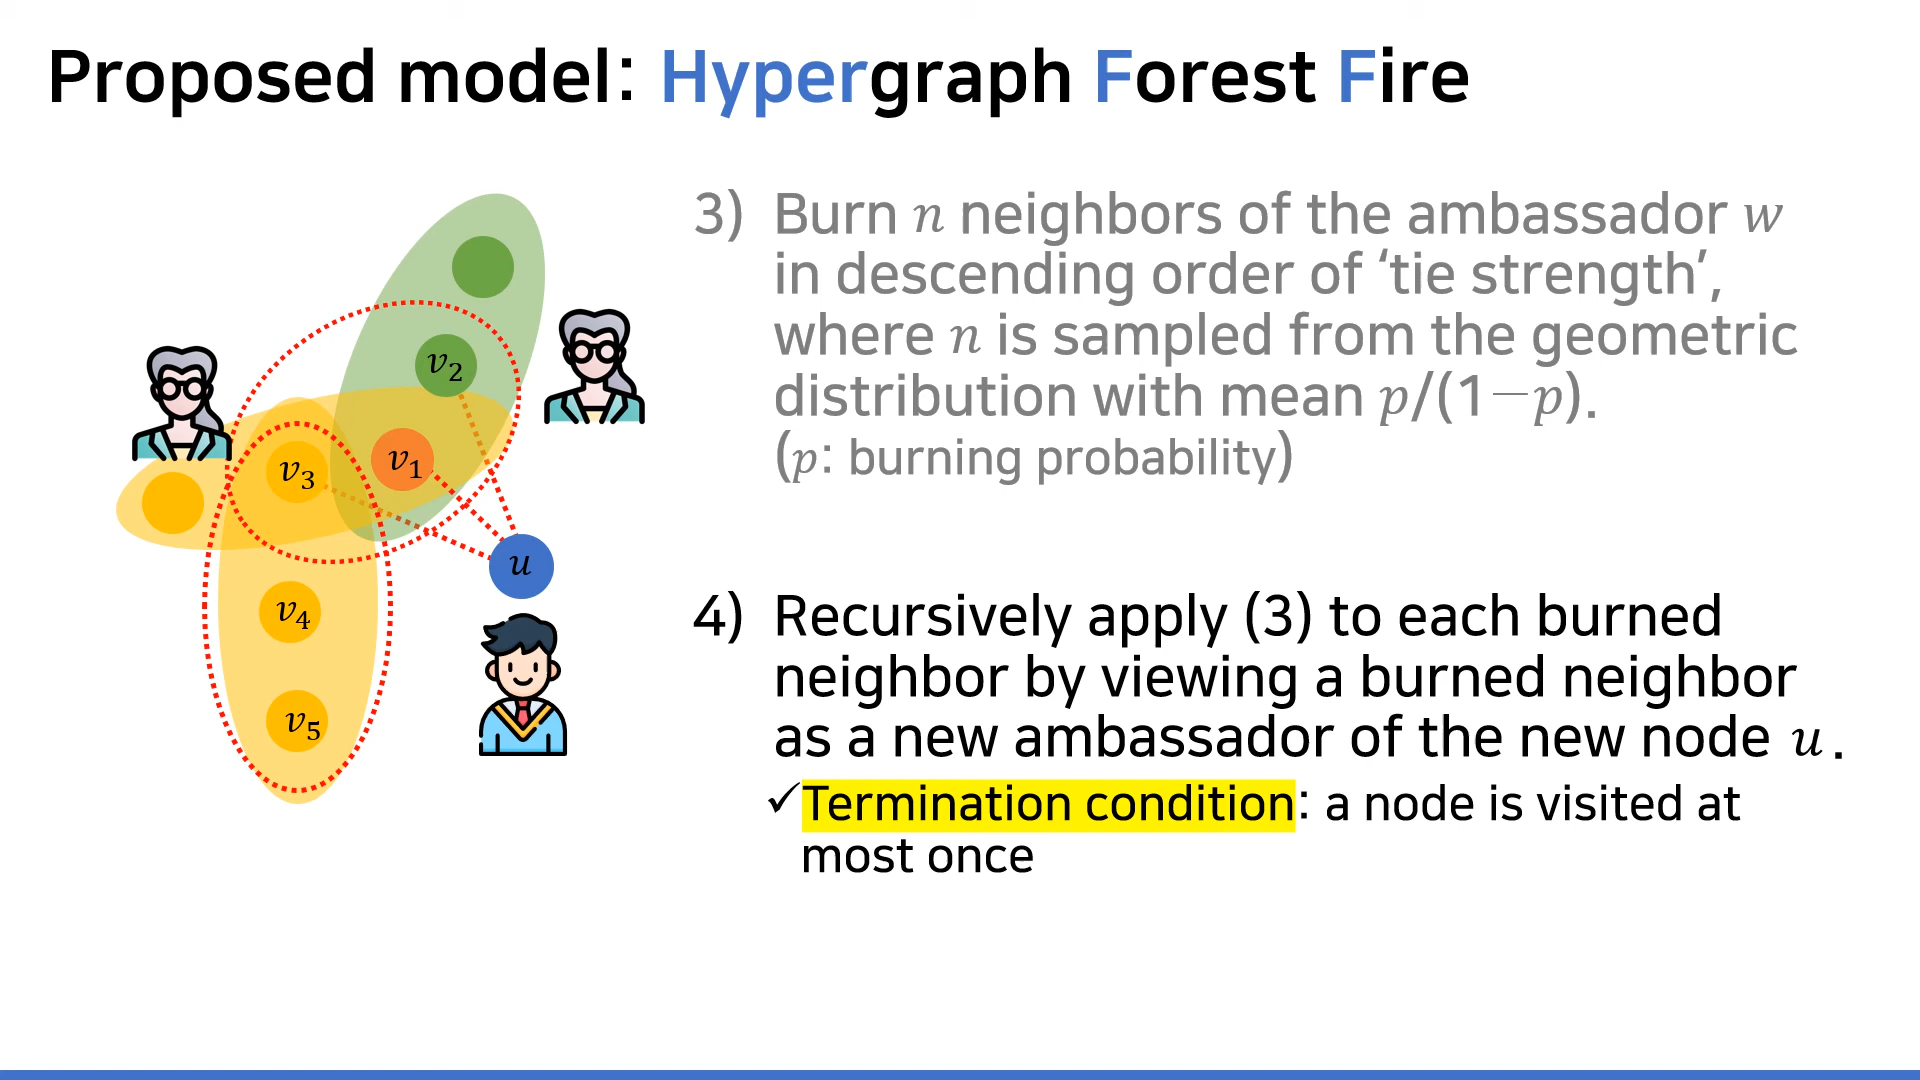 Proposed model: Hypergraph Forest Fire
3) Burn n neighbors of the ambassador w
in descending order of ‘tie strength’,
where n is sampled from the geometric
distribution with mean p/(1−p).
(p: burning probability)
v₂
v₃
v₁
u
v₄
v₅
4) Recursively apply (3) to each burned
neighbor by viewing a burned neighbor
as a new ambassador of the new node u.
✓Termination condition: a node is visited at
most once